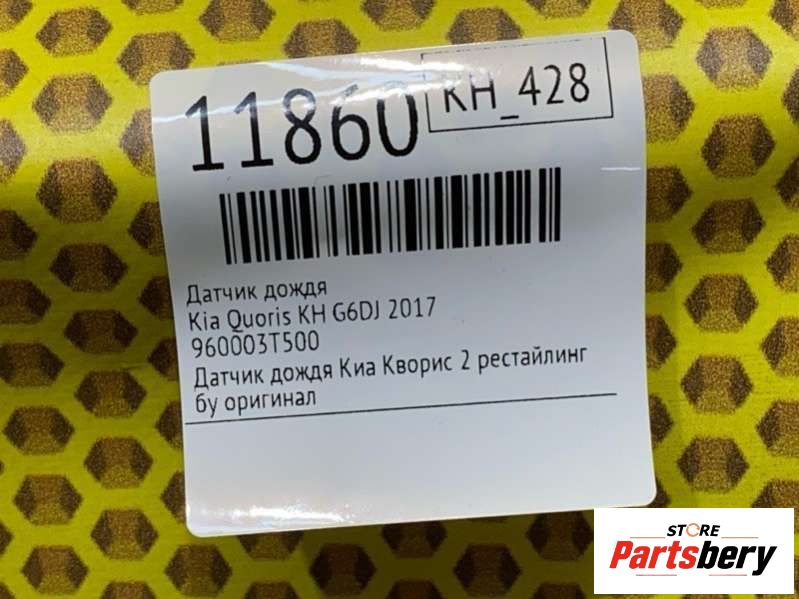 11860
KH_428
Датчик дождя
Kia Quoris KH G6DJ 2017
960003T500
Датчик дождя Киа Кворис 2 рестайлинг
бу оригинал
STORE
Partsbery